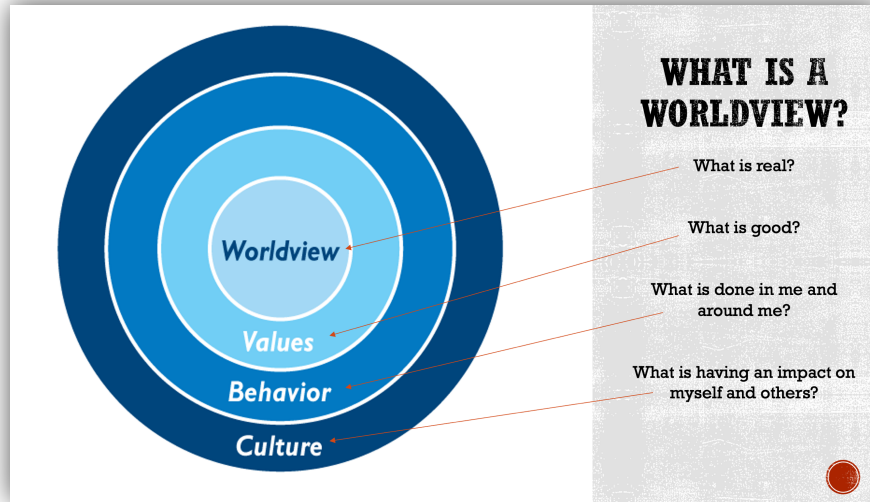 WHAT IS A
WORLDVIEW?
What is real?
What is good?
What is done in me and
around me?
What is having an impact on
myself and others?
Worldview
Values
Behavior
Culture